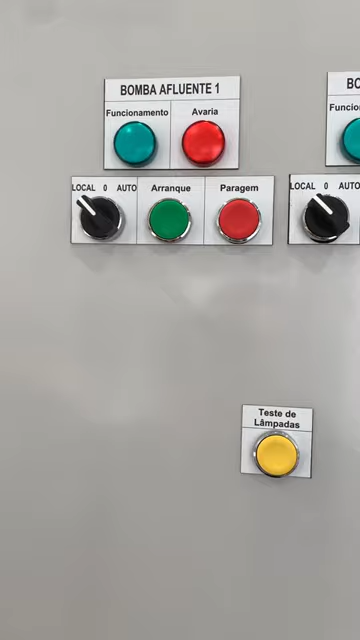 BOMBA AFLUENTE 1
Funcionamento Avaria
LOCAL 0 AUTO Arranque Paragem
LOCAL 0 AUTO
Teste de
Lâmpadas